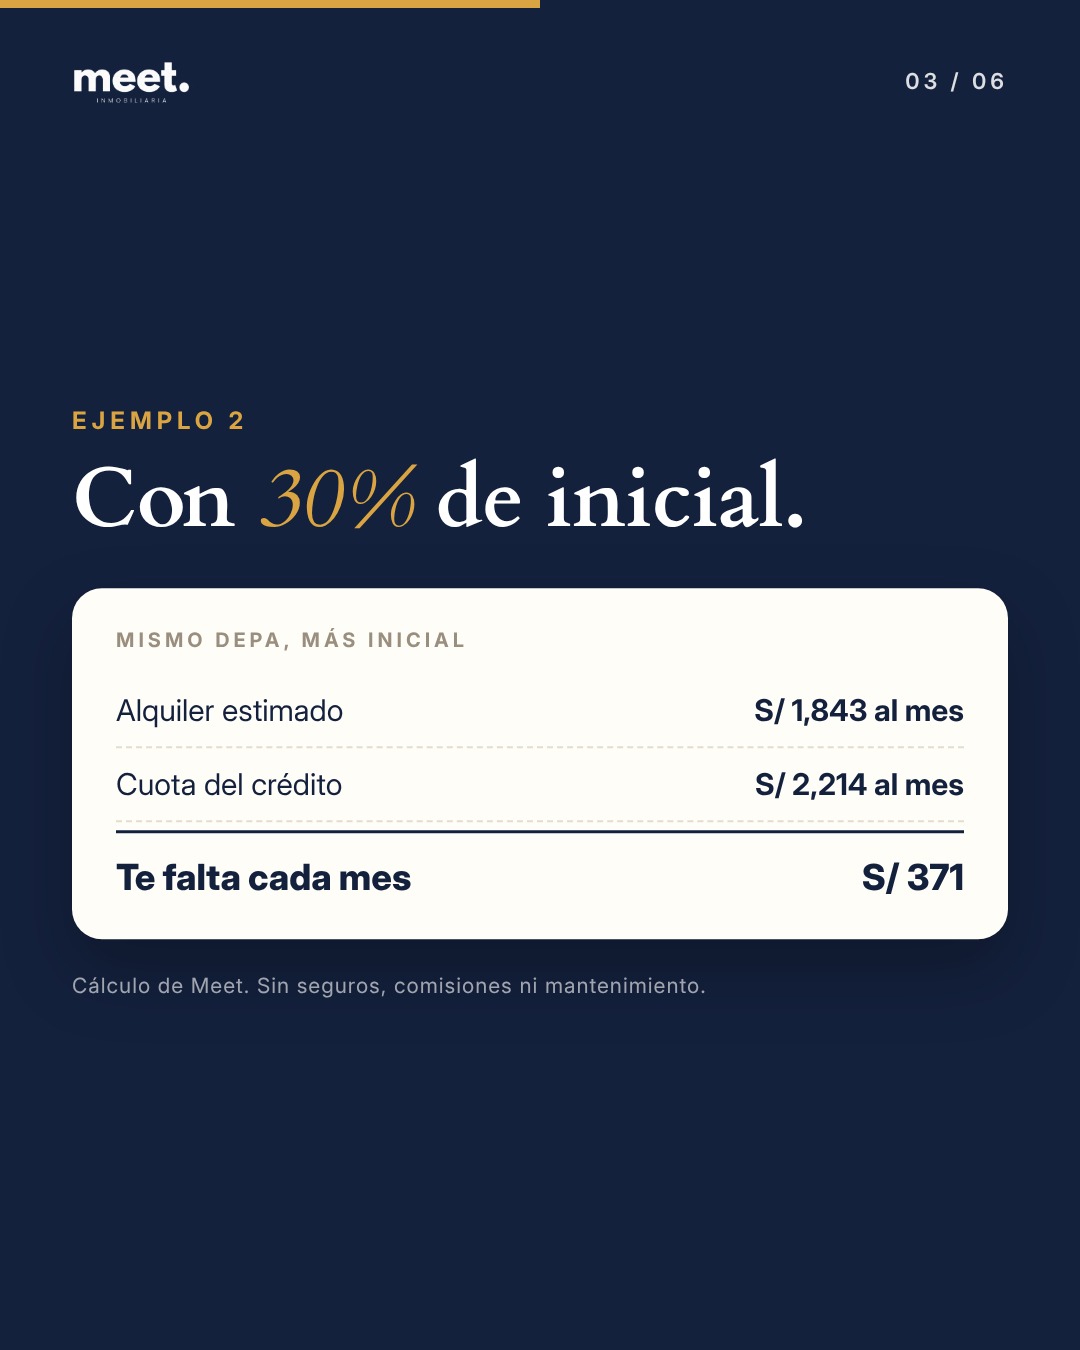 meet.
INMOBILIARIA
03 / 06
EJEMPLO 2
Con 30% de inicial.
MISMO DEPA, MÁS INICIAL
Alquiler estimado S/ 1,843 al mes
Cuota del crédito S/ 2,214 al mes
Te falta cada mes S/ 371
Cálculo de Meet. Sin seguros, comisiones ni mantenimiento.